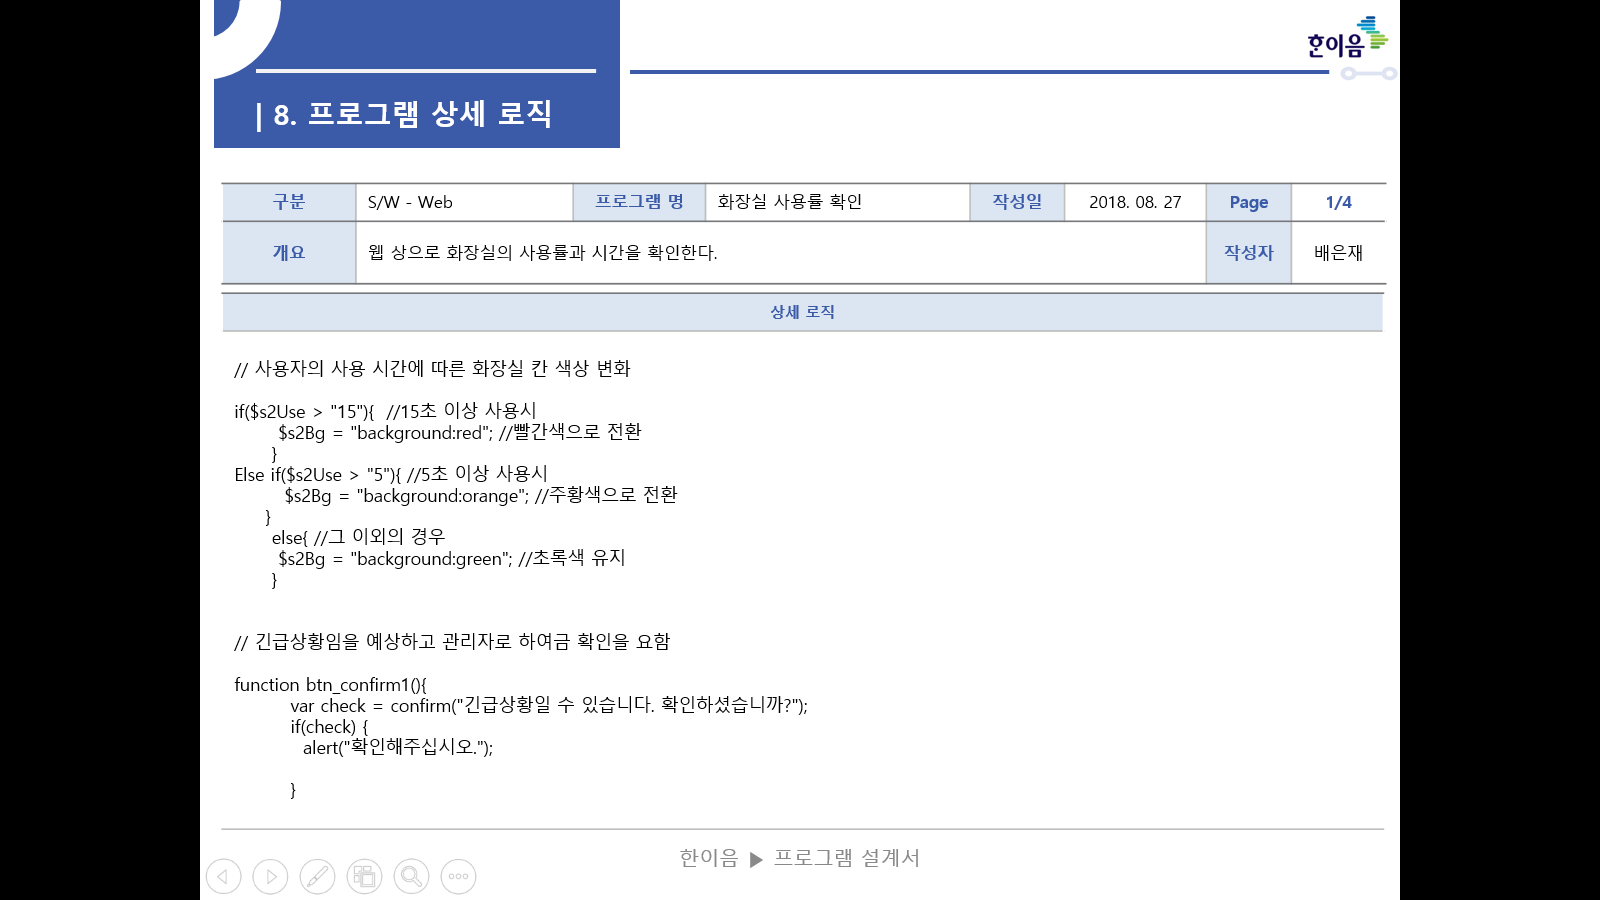 한이음
| 8. 프로그램 상세 로직
구분 S/W - Web 프로그램 명 화장실 사용률 확인 작성일 2018. 08. 27 Page 1/4
개요 웹 상으로 화장실의 사용률과 시간을 확인한다. 작성자 배은재
상세 로직
// 사용자의 사용 시간에 따른 화장실 칸 색상 변화
if($s2Use > "15"){ //15초 이상 사용시
$s2Bg = "background:red"; //빨간색으로 전환
}
Else if($s2Use > "5"){ //5초 이상 사용시
$s2Bg = "background:orange"; //주황색으로 전환
}
else{ //그 이외의 경우
$s2Bg = "background:green"; //초록색 유지
}
// 긴급상황임을 예상하고 관리자로 하여금 확인을 요함
function btn_confirm1(){
var check = confirm("긴급상황일 수 있습니다. 확인하셨습니까?");
if(check) {
alert("확인해주십시오.");
}
한이음 ▶ 프로그램 설계서